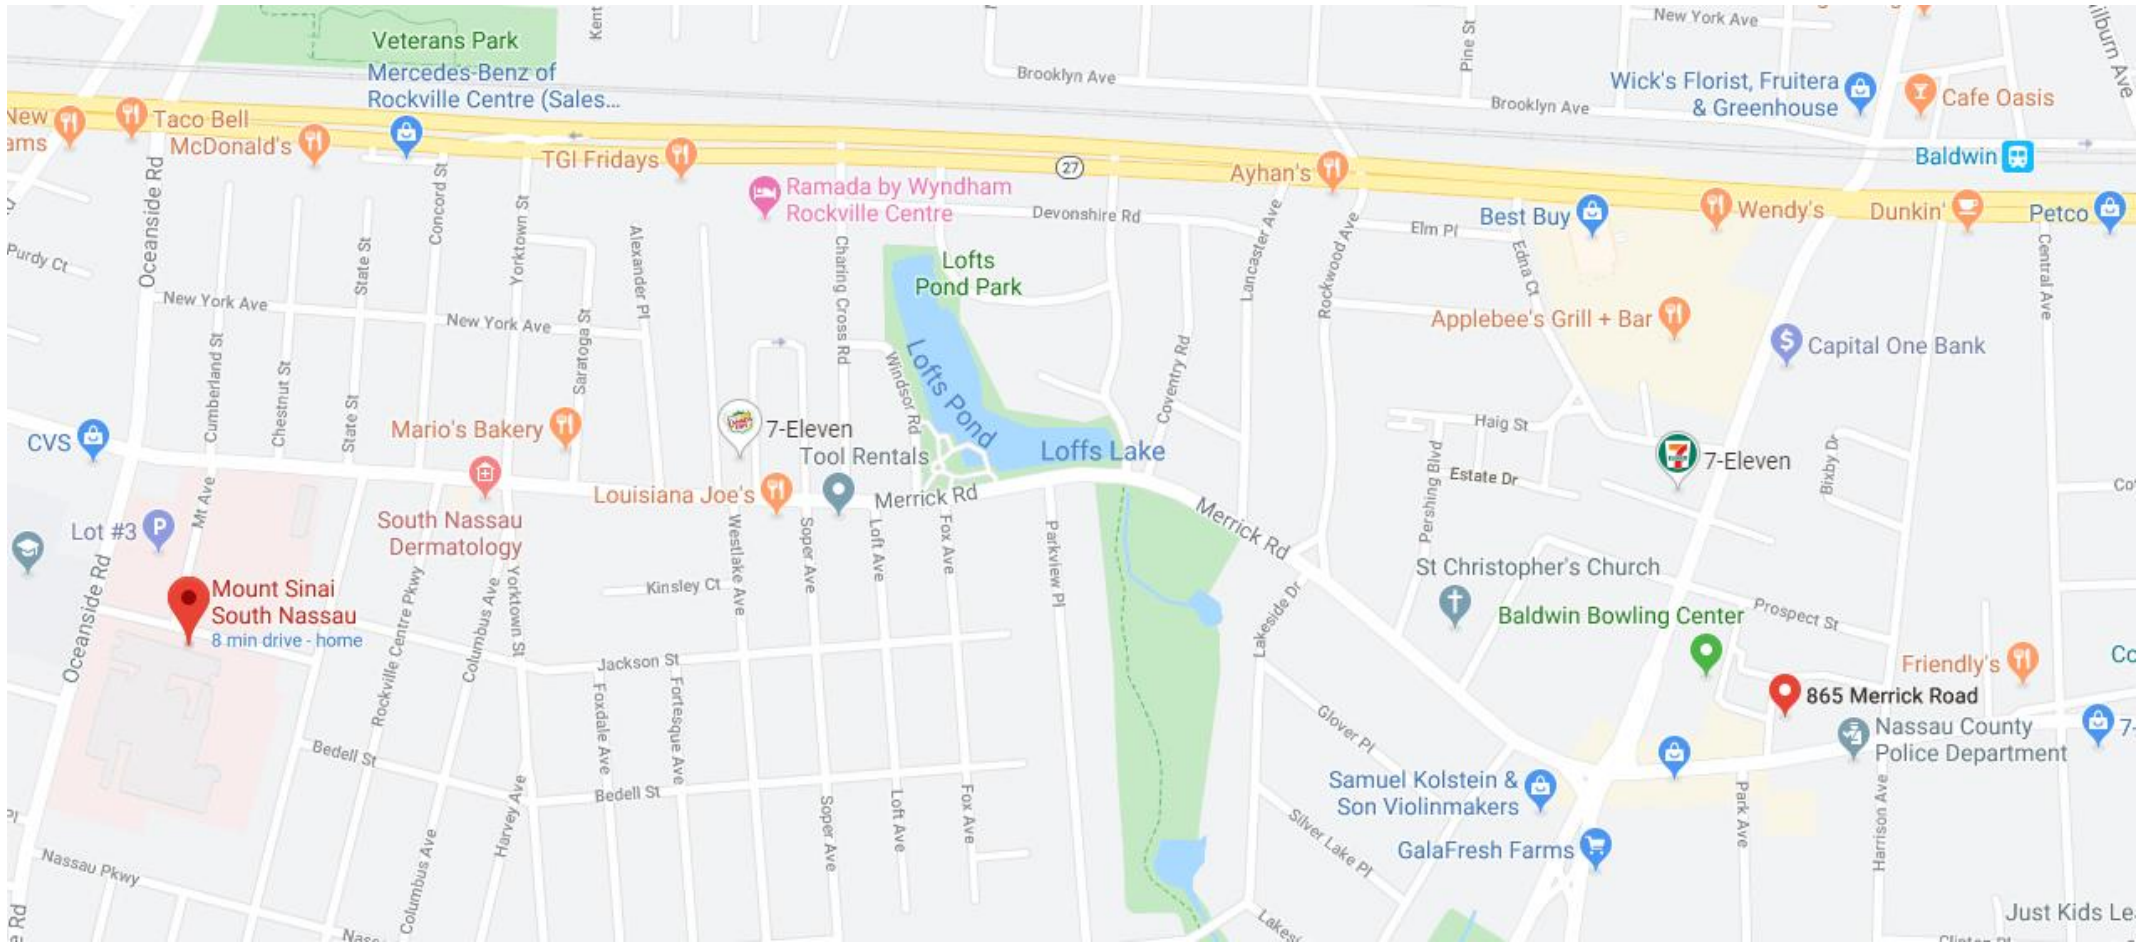 Veterans Park
Kent
New York Ave
Pine St
Wick's Florist, Fruitera
& Greenhouse
Cafe Oasis
Mercedes-Benz of
Rockville Centre (Sales...
Brooklyn Ave
Brooklyn Ave
New
ams
Taco Bell
McDonald's
TGI Fridays
27
Ayhan's
Baldwin
Oceanside Rd
Concord St
Yorktown St
Ramada by Wyndham
Rockville Centre
Devonshire Rd
Best Buy
Wendy's
Dunkin'
Petco
Elm Pl
Purdy Ct
State St
Alexander Pl
Charing Cross Rd
Lofts
Pond Park
Lancaster Ave
Rockwood Ave
Edna Ct
Central Ave
New York Ave
New York Ave
Cumberland St
Chestnut St
State St
Saratoga St
Windsor Rd
Lofts Pond
Coventry Rd
Applebee's Grill + Bar
Capital One Bank
CVS
Mario's Bakery
7-Eleven
Tool Rentals
Loffs Lake
Haig St
Pershing Blvd
Estate Dr
7-Eleven
Bixby Dr
Louisiana Joe's
Merrick Rd
Merrick Rd
Mt Ave
Lot #3
South Nassau
Dermatology
Westlake Ave
Soper Ave
Loft Ave
Fox Ave
Parkview Pl
Oceanside Rd
Mount Sinai
South Nassau
8 min drive - home
Rockville Centre Pkwy
Columbus Ave
Yorktown St
Kinsley Ct
Lakeside Dr
St Christopher's Church
Baldwin Bowling Center
Prospect St
Jackson St
Friendly's
865 Merrick Road
Foxdale Ave
Fortesque Ave
Glover Pl
Nassau County
Police Department
7-
Bedell St
Bedell St
Harvey Ave
Soper Ave
Loft Ave
Fox Ave
Samuel Kolstein &
Son Violinmakers
Silver Lake Pl
GalaFresh Farms
Park Ave
Harrison Ave
Nassau Pkwy
Columbus Ave
Just Kids Le